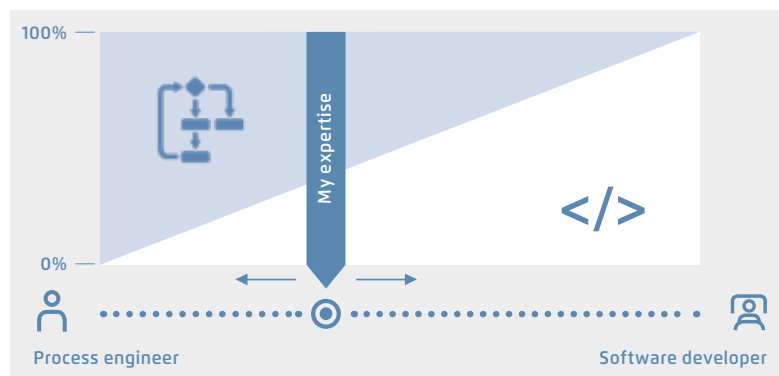 100%
My expertise
</>
0%
Process engineer
Software developer